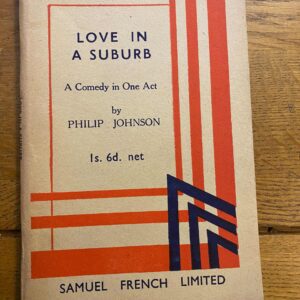 LOVE IN
A SUBURB
A Comedy in One Act
by
PHILIP JOHNSON
1s. 6d. net
SAMUEL FRENCH LIMITED